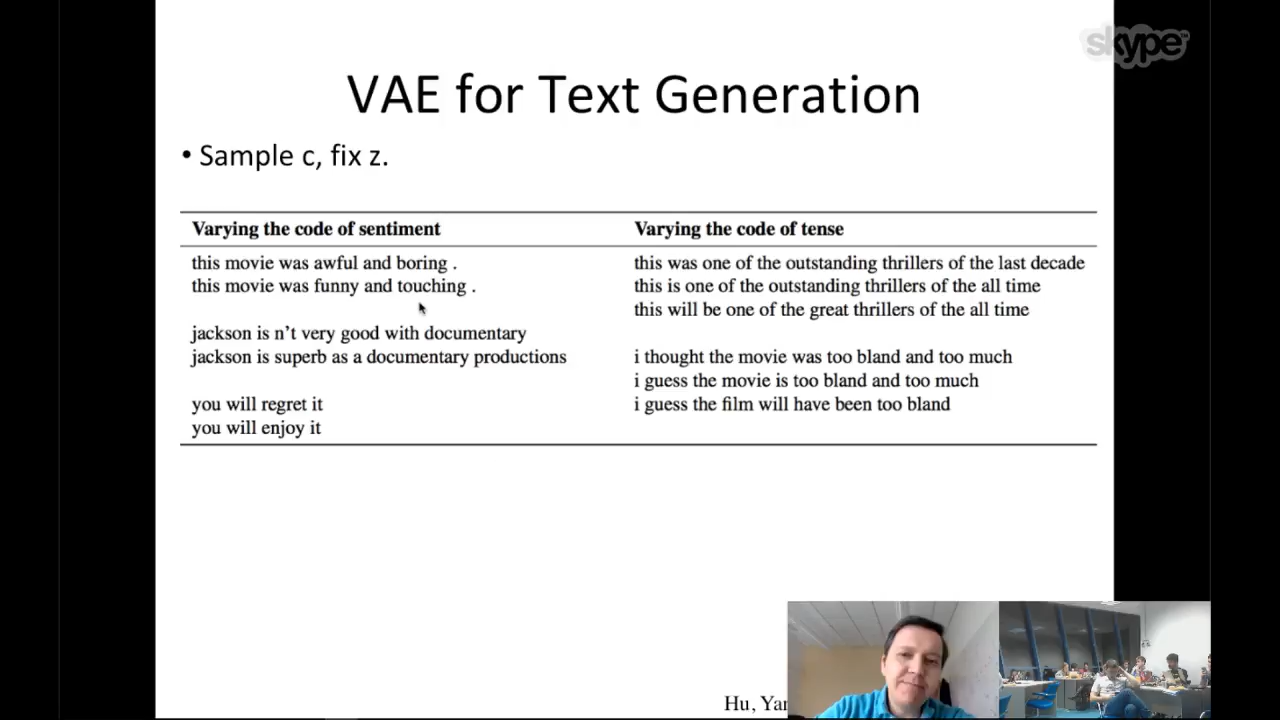 skype
VAE for Text Generation
• Sample c, fix z.
Varying the code of sentiment
this movie was awful and boring .
this movie was funny and touching .
jackson is n't very good with documentary
jackson is superb as a documentary productions
you will regret it
you will enjoy it
Varying the code of tense
this was one of the outstanding thrillers of the last decade
this is one of the outstanding thrillers of the all time
this will be one of the great thrillers of the all time
i thought the movie was too bland and too much
i guess the movie is too bland and too much
i guess the film will have been too bland
Hu,